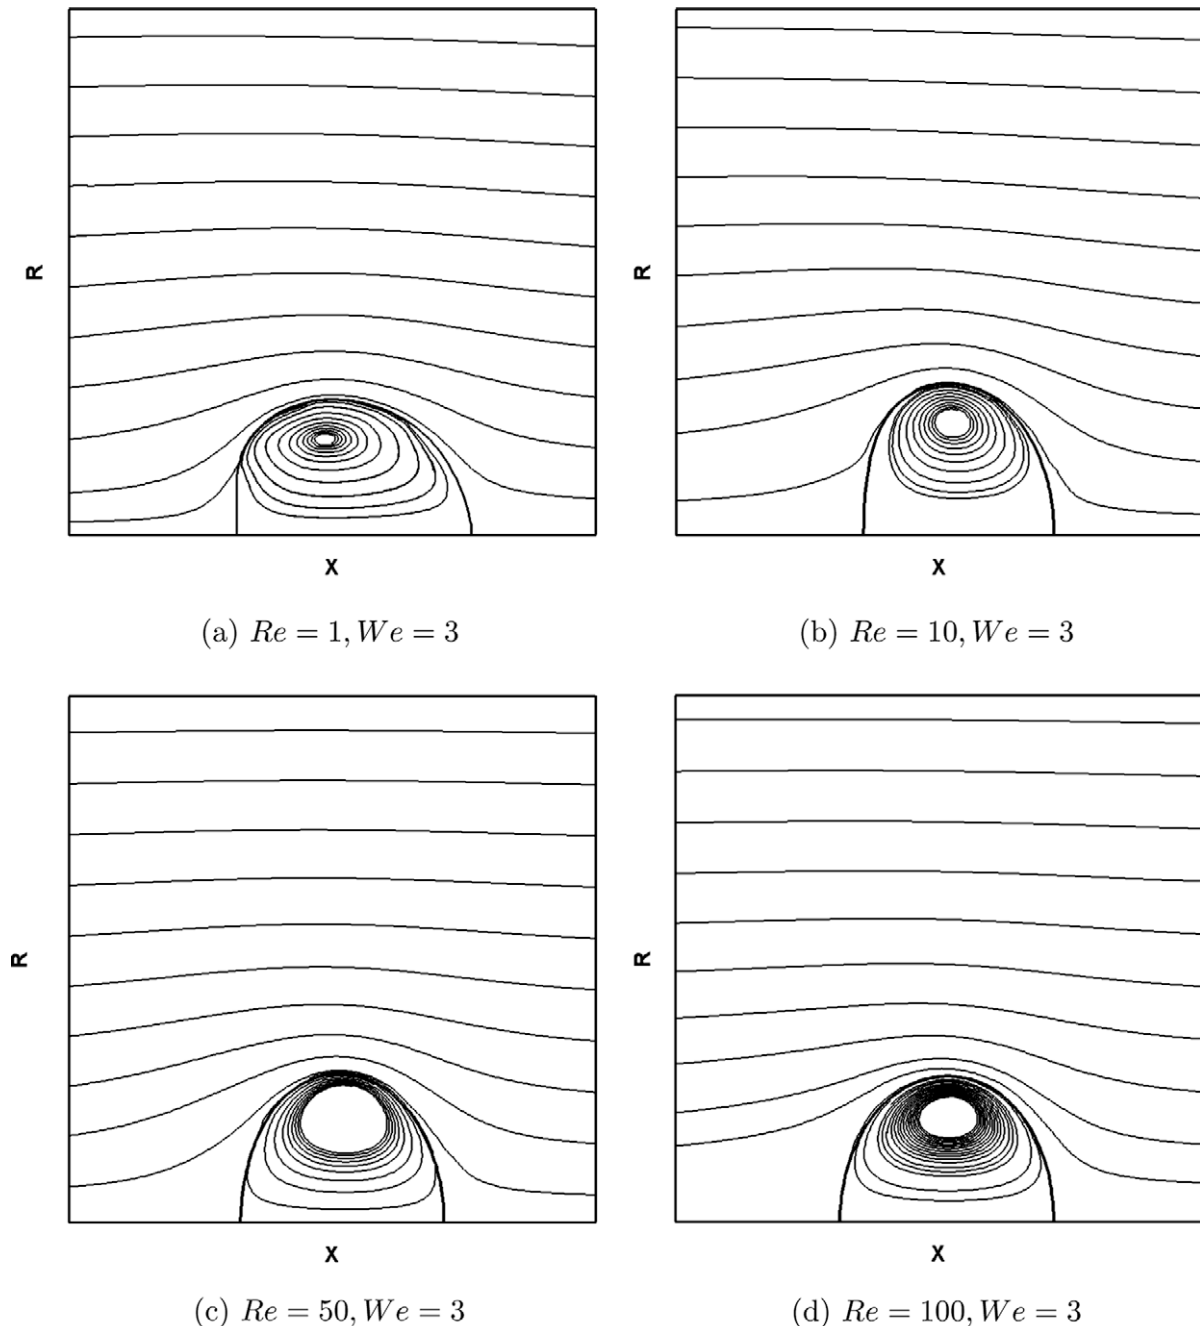 R
R
X
X
(a) Re = 1, We = 3
(b) Re = 10, We = 3
R
R
X
X
(c) Re = 50, We = 3
(d) Re = 100, We = 3